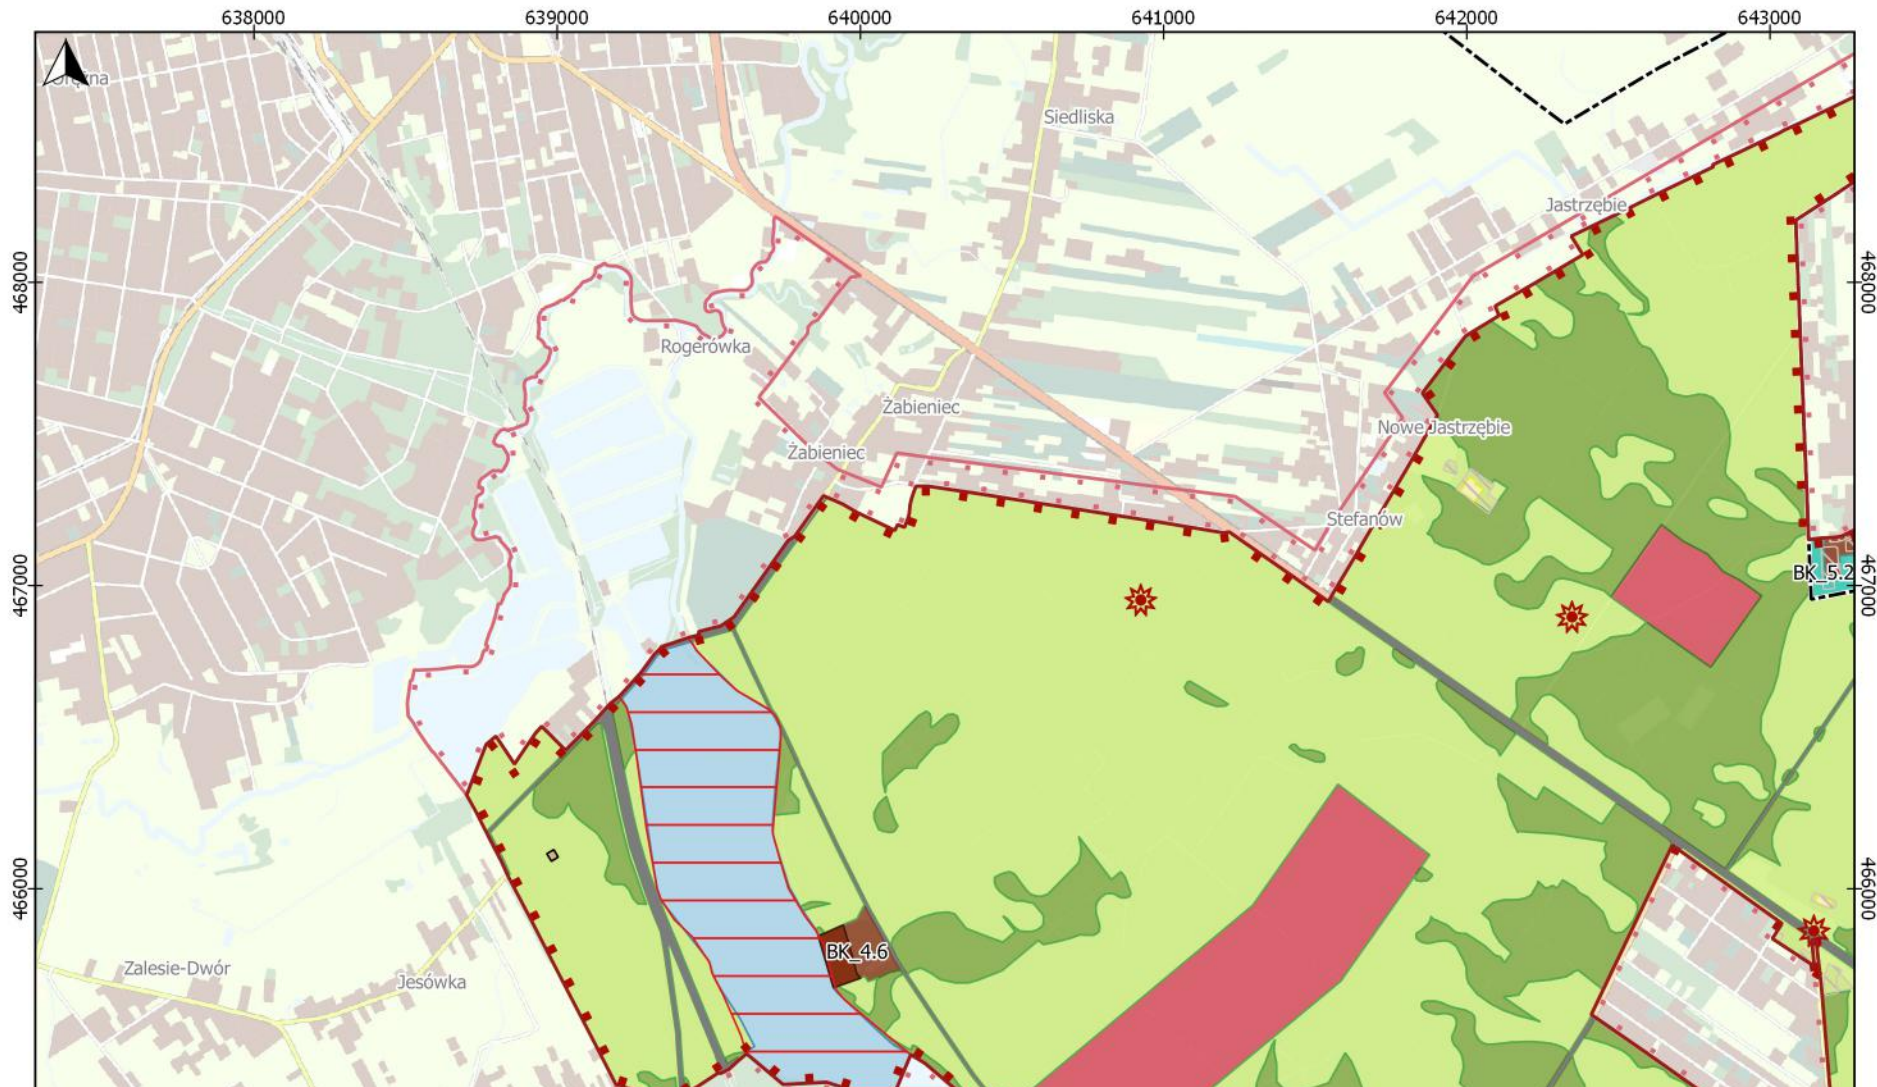 638000
639000
640000
641000
642000
643000
Siedliska
Jastrzębie
468000
468000
Rogerówka
Żabieniec
Nowe Jastrzębie
Żabieniec
Stefanów
467000
BK_5.2
467000
466000
466000
BK_4.6
Zalesie-Dwór
Jesówka